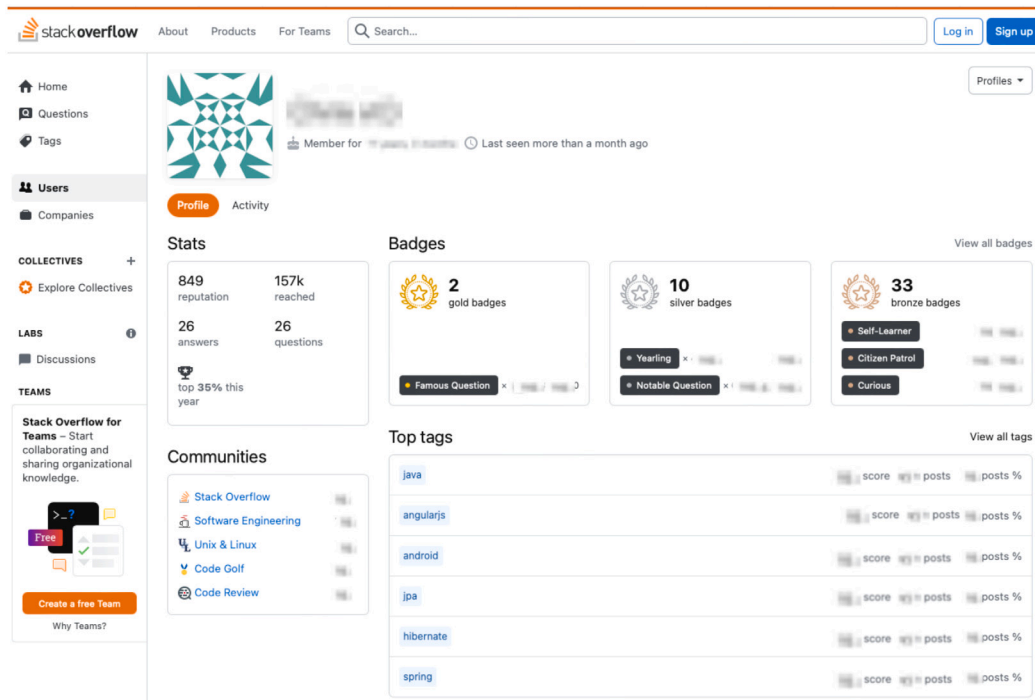 stackoverflow About Products For Teams Search... Log in Sign up
Home
Questions
Tags
Users
Companies
COLLECTIVES +
Explore Collectives
LABS
Discussions
TEAMS
Stack Overflow for
Teams – Start
collaborating and
sharing organizational
knowledge.
>_?
Free
Create a free Team
Why Teams?
Profiles
Member for
Last seen more than a month ago
Profile Activity
Stats
849 157k
reputation reached
26 26
answers questions
top 35% this
year
Communities
Stack Overflow
Software Engineering
Unix & Linux
Code Golf
Code Review
Badges View all badges
2
gold badges
Famous Question ×
10
silver badges
Yearling ×
Notable Question ×
33
bronze badges
Self-Learner
Citizen Patrol
Curious
Top tags View all tags
java score posts posts %
angularjs score posts posts %
android score posts posts %
jpa score posts posts %
hibernate score posts posts %
spring score posts posts %